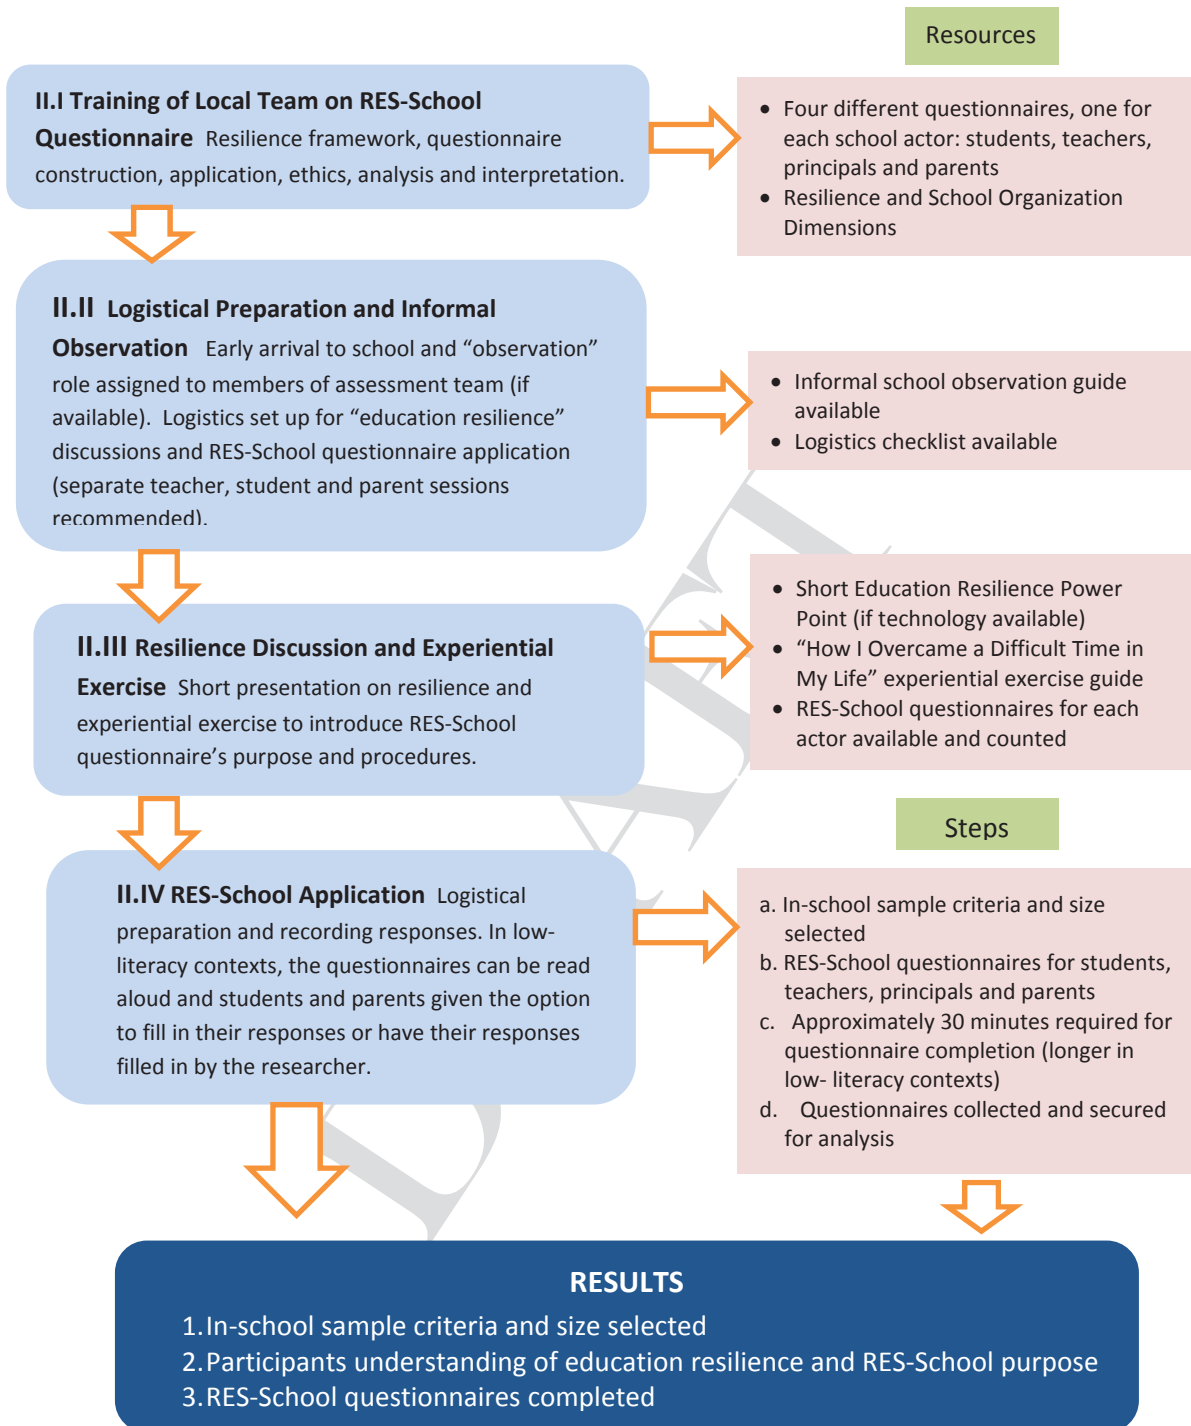 Resources
II.I Training of Local Team on RES-School
Questionnaire Resilience framework, questionnaire
construction, application, ethics, analysis and interpretation.
• Four different questionnaires, one for
each school actor: students, teachers,
principals and parents
• Resilience and School Organization
Dimensions
II.II Logistical Preparation and Informal
Observation Early arrival to school and “observation”
role assigned to members of assessment team (if
available). Logistics set up for “education resilience”
discussions and RES-School questionnaire application
(separate teacher, student and parent sessions
recommended).
• Informal school observation guide
available
• Logistics checklist available
II.III Resilience Discussion and Experiential
Exercise Short presentation on resilience and
experiential exercise to introduce RES-School
questionnaire’s purpose and procedures.
• Short Education Resilience Power
Point (if technology available)
• “How I Overcame a Difficult Time in
My Life” experiential exercise guide
• RES-School questionnaires for each
actor available and counted
Steps
II.IV RES-School Application Logistical
preparation and recording responses. In low-
literacy contexts, the questionnaires can be read
aloud and students and parents given the option
to fill in their responses or have their responses
filled in by the researcher.
a. In-school sample criteria and size
selected
b. RES-School questionnaires for students,
teachers, principals and parents
c. Approximately 30 minutes required for
questionnaire completion (longer in
low- literacy contexts)
d. Questionnaires collected and secured
for analysis
RESULTS
1. In-school sample criteria and size selected
2. Participants understanding of education resilience and RES-School purpose
3. RES-School questionnaires completed
DRAFT